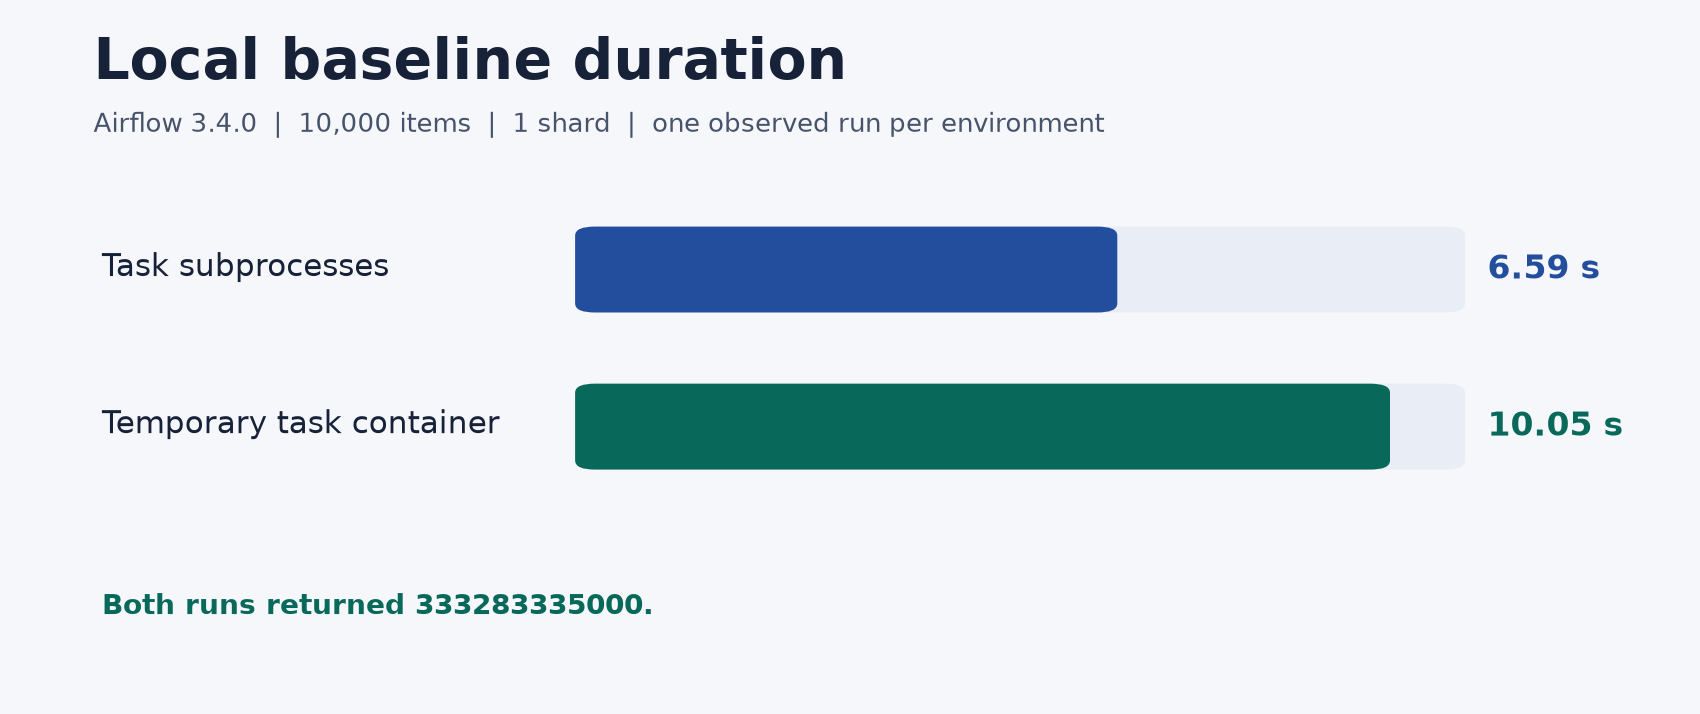 Local baseline duration
Airflow 3.4.0 | 10,000 items | 1 shard | one observed run per environment
Task subprocesses
6.59 s
Temporary task container
10.05 s
Both runs returned 333283335000.